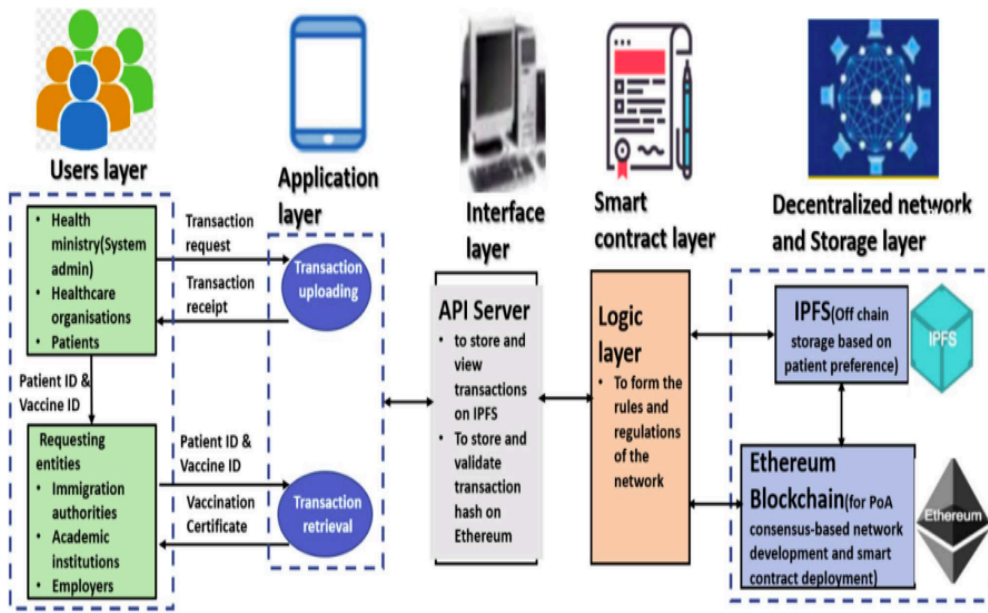 Users layer
Application
layer
Interface
layer
Smart
contract layer
Decentralized network
and Storage layer
• Health
ministry(System
admin)
• Healthcare
organisations
• Patients
Transaction
request
Transaction
receipt
Transaction
uploading
Patient ID &
Vaccine ID
Requesting
entities
• Immigration
authorities
• Academic
institutions
• Employers
Patient ID &
Vaccine ID
Vaccination
Certificate
Transaction
retrieval
API Server
• to store and
view
transactions
on IPFS
• To store and
validate
transaction
hash on
Ethereum
Logic
layer
• To form the
rules and
regulations
of the
network
IPFS(Off chain
storage based on
patient preference)
IPFS
Ethereum
Blockchain(for PoA
consensus-based network
development and smart
contract deployment)
Ethereum